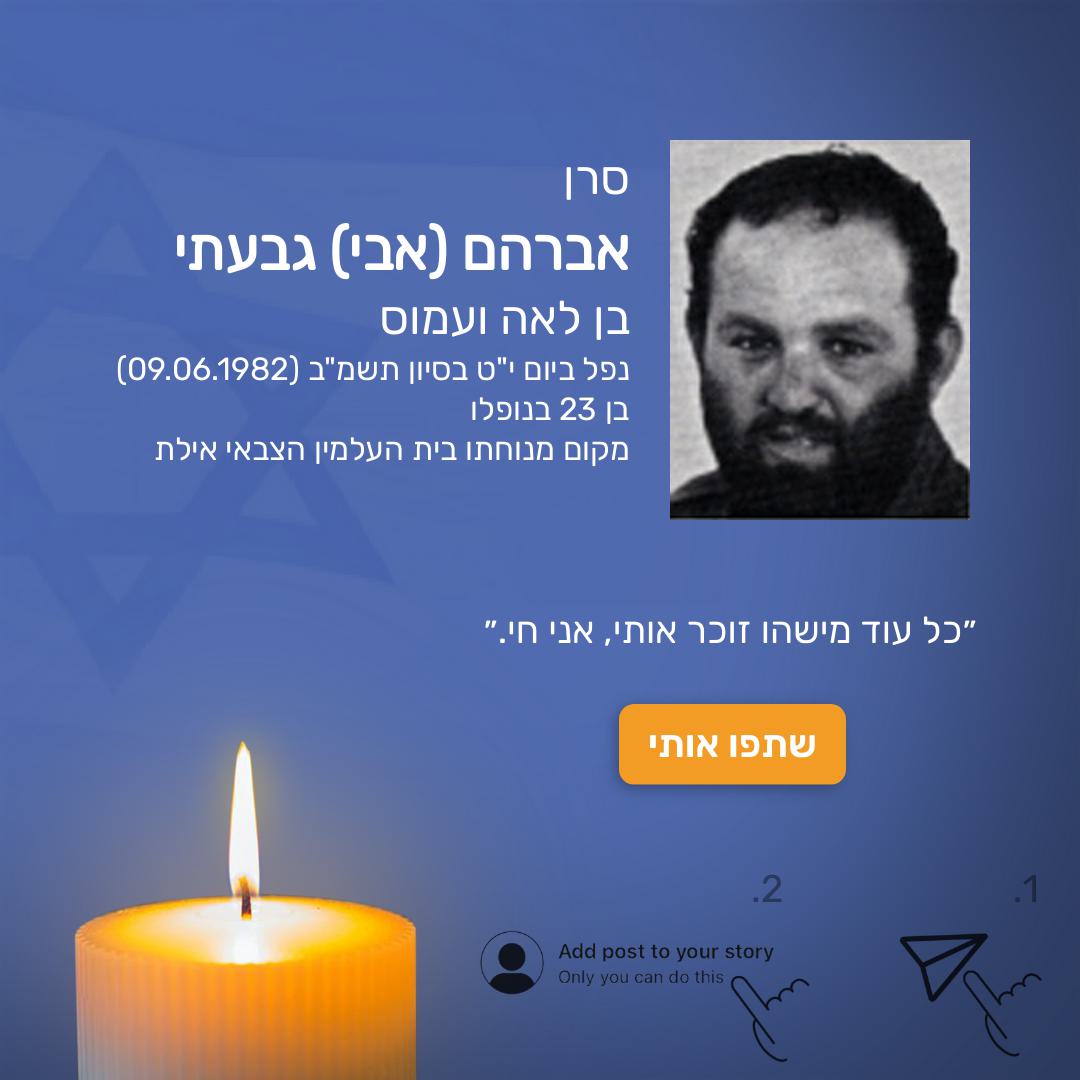 סרן
אברהם (אבי) גבעתי
בן לאה ועמוס
נפל ביום י"ט בסיון תשמ"ב (09.06.1982)
בן 23 בנופלו
מקום מנוחתו בית העלמין הצבאי אילת
״כל עוד מישהו זוכר אותי, אני חי.״
שתפו אותי
1.
2.
Add post to your story
Only you can do this